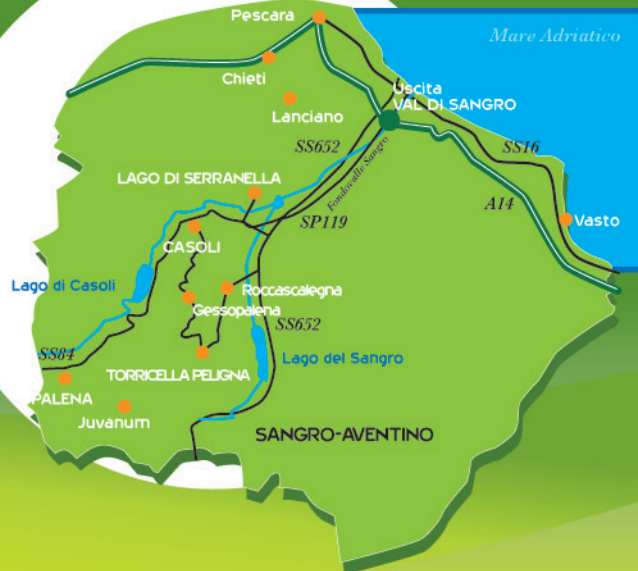 Pescara
Mare Adriatico
Chieti
Uscita
VAL DI SANGRO
Lanciano
SS652
SS16
Fondovalle Sangro
LAGO DI SERRANELLA
A14
SP119
Vasto
CASOLI
Lago di Casoli
Roccascalegna
Gessopalena
SS652
SS84
Lago del Sangro
TORRICELLA PELIGNA
PALENA
Juvanum
SANGRO-AVENTINO